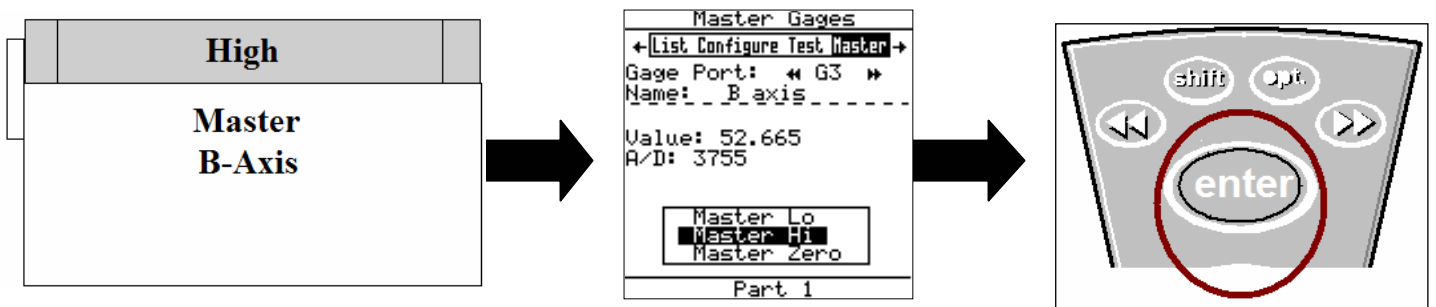 High
Master
B-Axis
Master Gages
List Configure Test Master
Gage Port: G3
Name: B axis
Value: 52.665
A/D: 3755
Master Lo
Master Hi
Master Zero
Part 1
shift opt.
enter